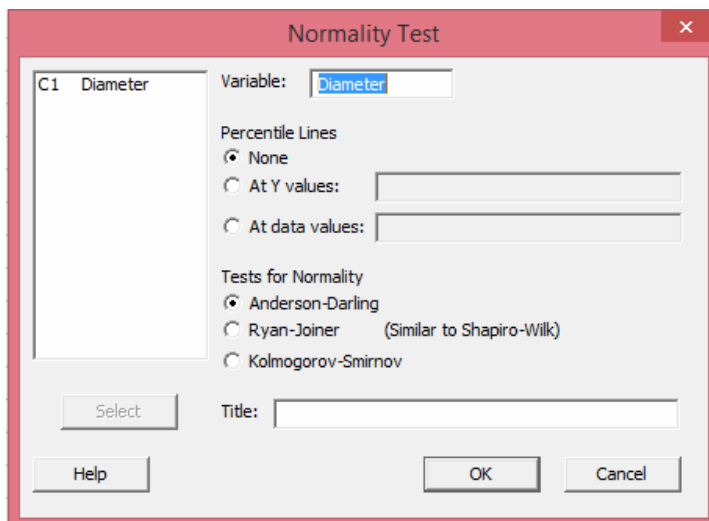 Normality Test
C1 Diameter
Variable: Diameter
Percentile Lines
None
At Y values:
At data values:
Tests for Normality
Anderson-Darling
Ryan-Joiner (Similar to Shapiro-Wilk)
Kolmogorov-Smirnov
Select
Title:
Help
OK
Cancel